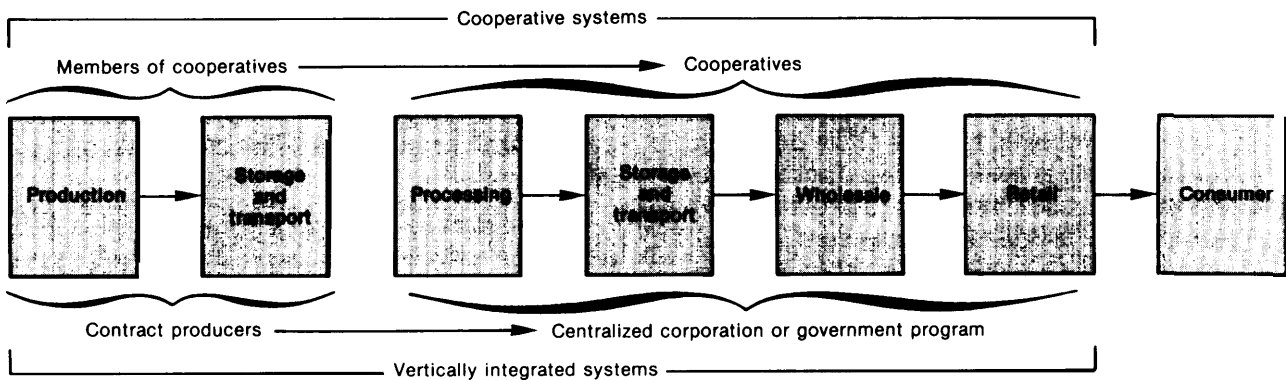 Cooperative systems
Members of cooperatives
Cooperatives
Production
Storage
and
transport
Processing
Storage
and
transport
Wholesale
Retail
Consumer
Contract producers
Centralized corporation or government program
Vertically integrated systems